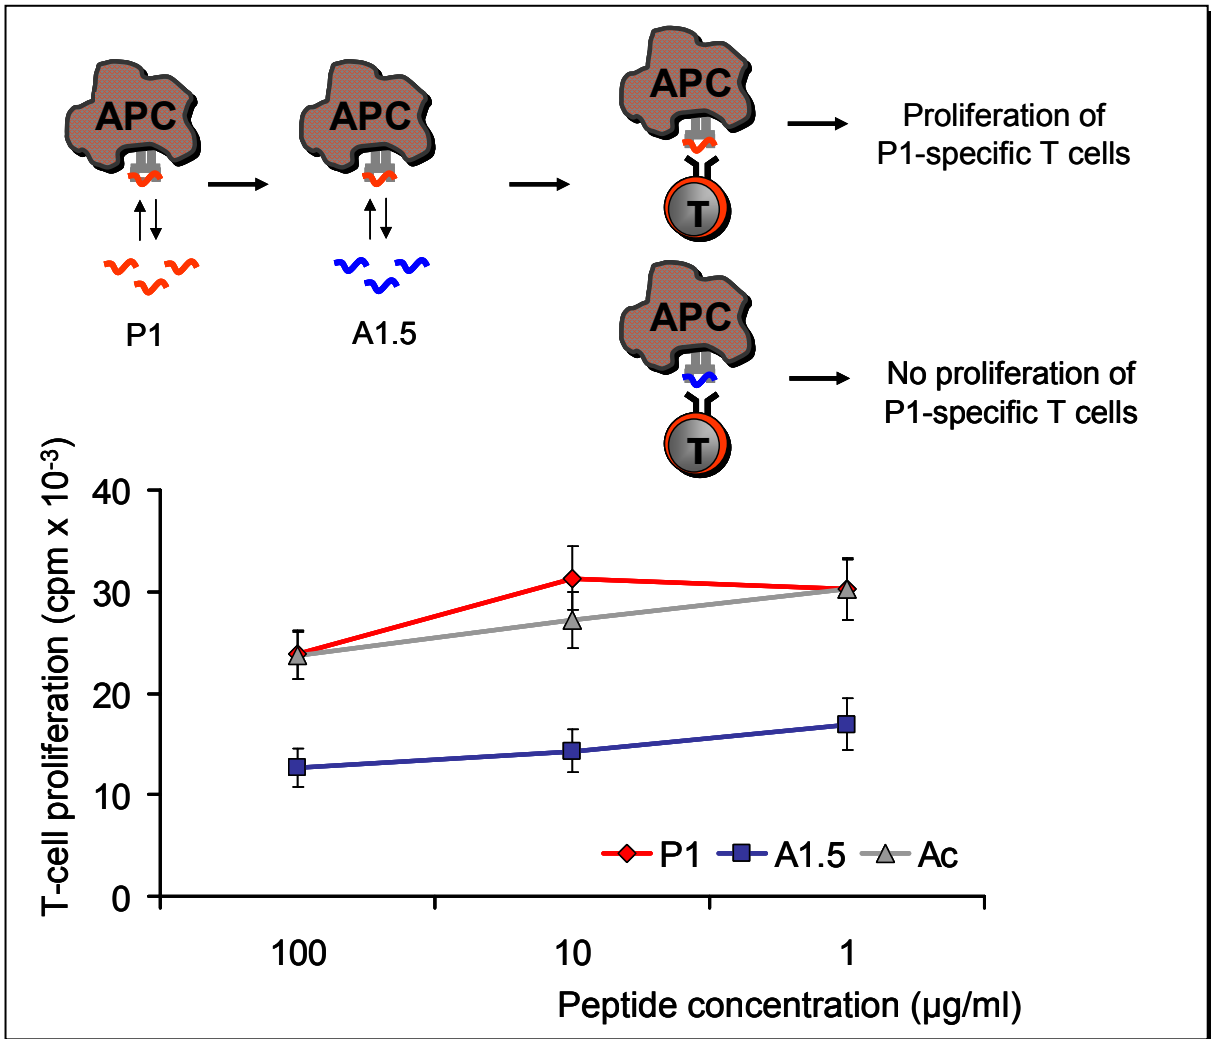 APC
APC
APC
Proliferation of
P1-specific T cells
T
P1
A1.5
APC
No proliferation of
P1-specific T cells
T
T-cell proliferation (cpm x 10⁻³)
40
30
20
10
0
P1 A1.5 Ac
100 10 1
Peptide concentration (µg/ml)